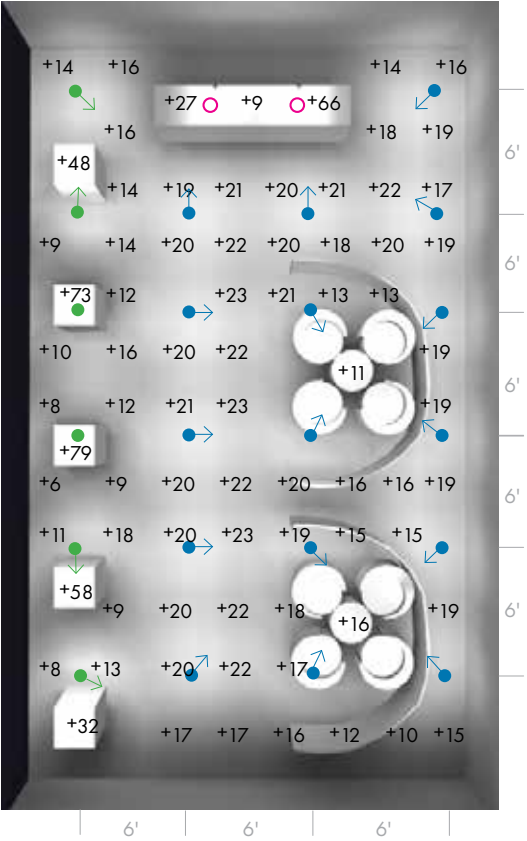 +14 +16 +14 +16
+27 +9 +66
+16 +18 +19
6'
+48
+14 +19 +21 +20 +21 +22 +17
+9 +14 +20 +22 +20 +18 +20 +19
6'
+73 +12 +23 +21 +13 +13
+10 +16 +20 +22 +19
+11
6'
+8 +12 +21 +23 +19
+79
+6 +9 +20 +22 +20 +16 +16 +19
6'
+11 +18 +20 +23 +19 +15 +15
+58
+9 +20 +22 +18 +19
6'
+16
+8 +13 +20 +22 +17
+32
+17 +17 +16 +12 +10 +15
6' 6' 6'